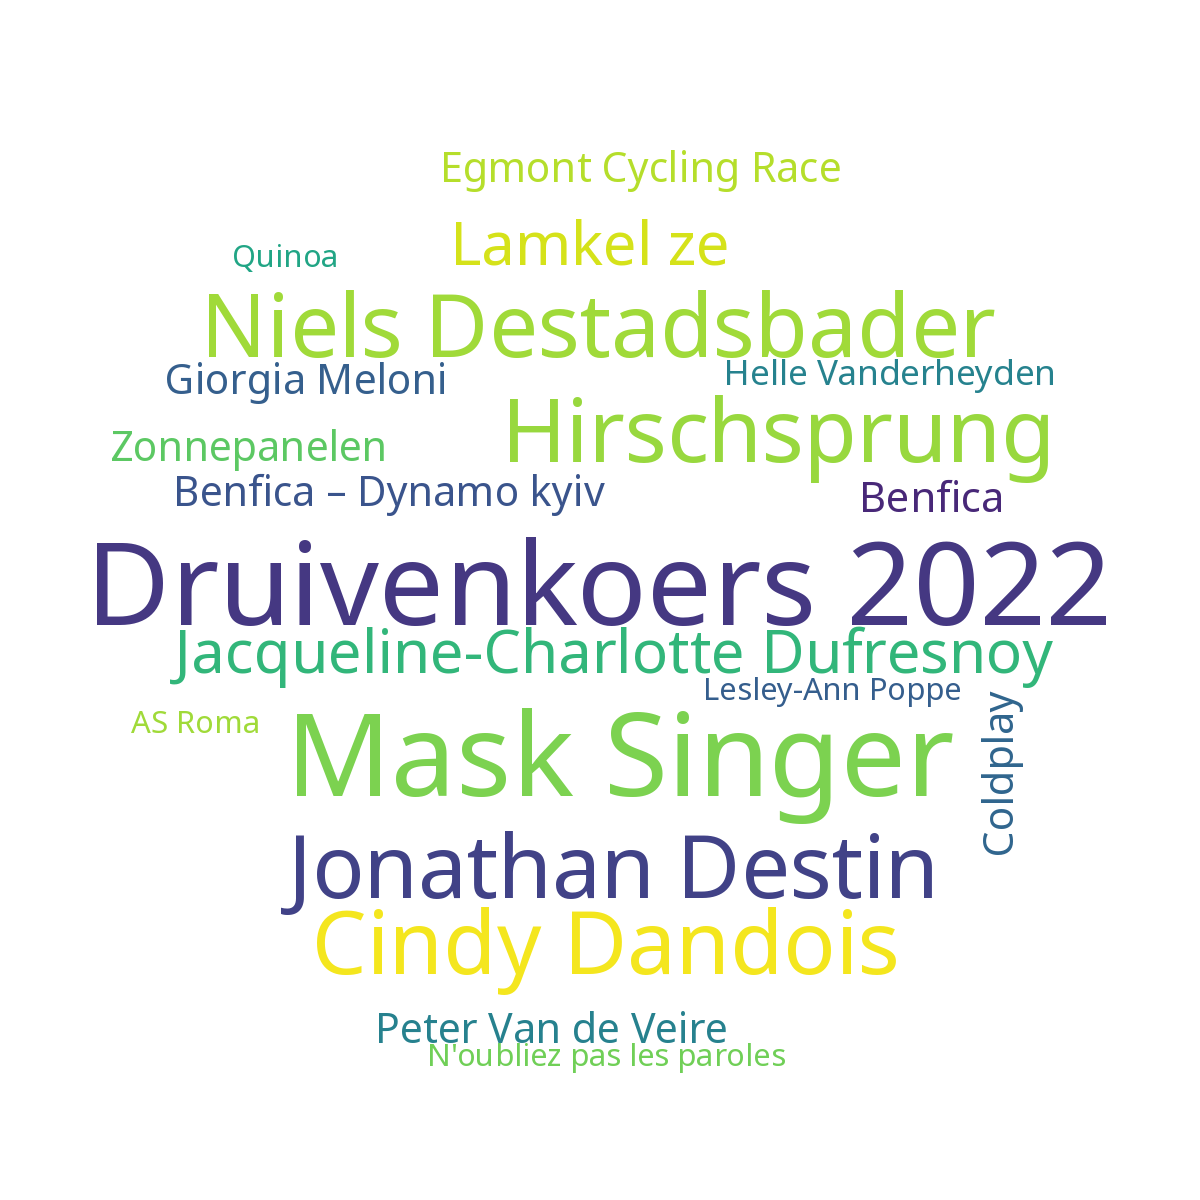 Egmont Cycling Race
Lamkel ze
Quinoa
Niels Destadsbader
Giorgia Meloni
Helle Vanderheyden
Hirschsprung
Zonnepanelen
Benfica – Dynamo kyiv
Benfica
Druivenkoers 2022
Jacqueline-Charlotte Dufresnoy
Lesley-Ann Poppe
AS Roma
Mask Singer
Coldplay
Jonathan Destin
Cindy Dandois
Peter Van de Veire
N'oubliez pas les paroles